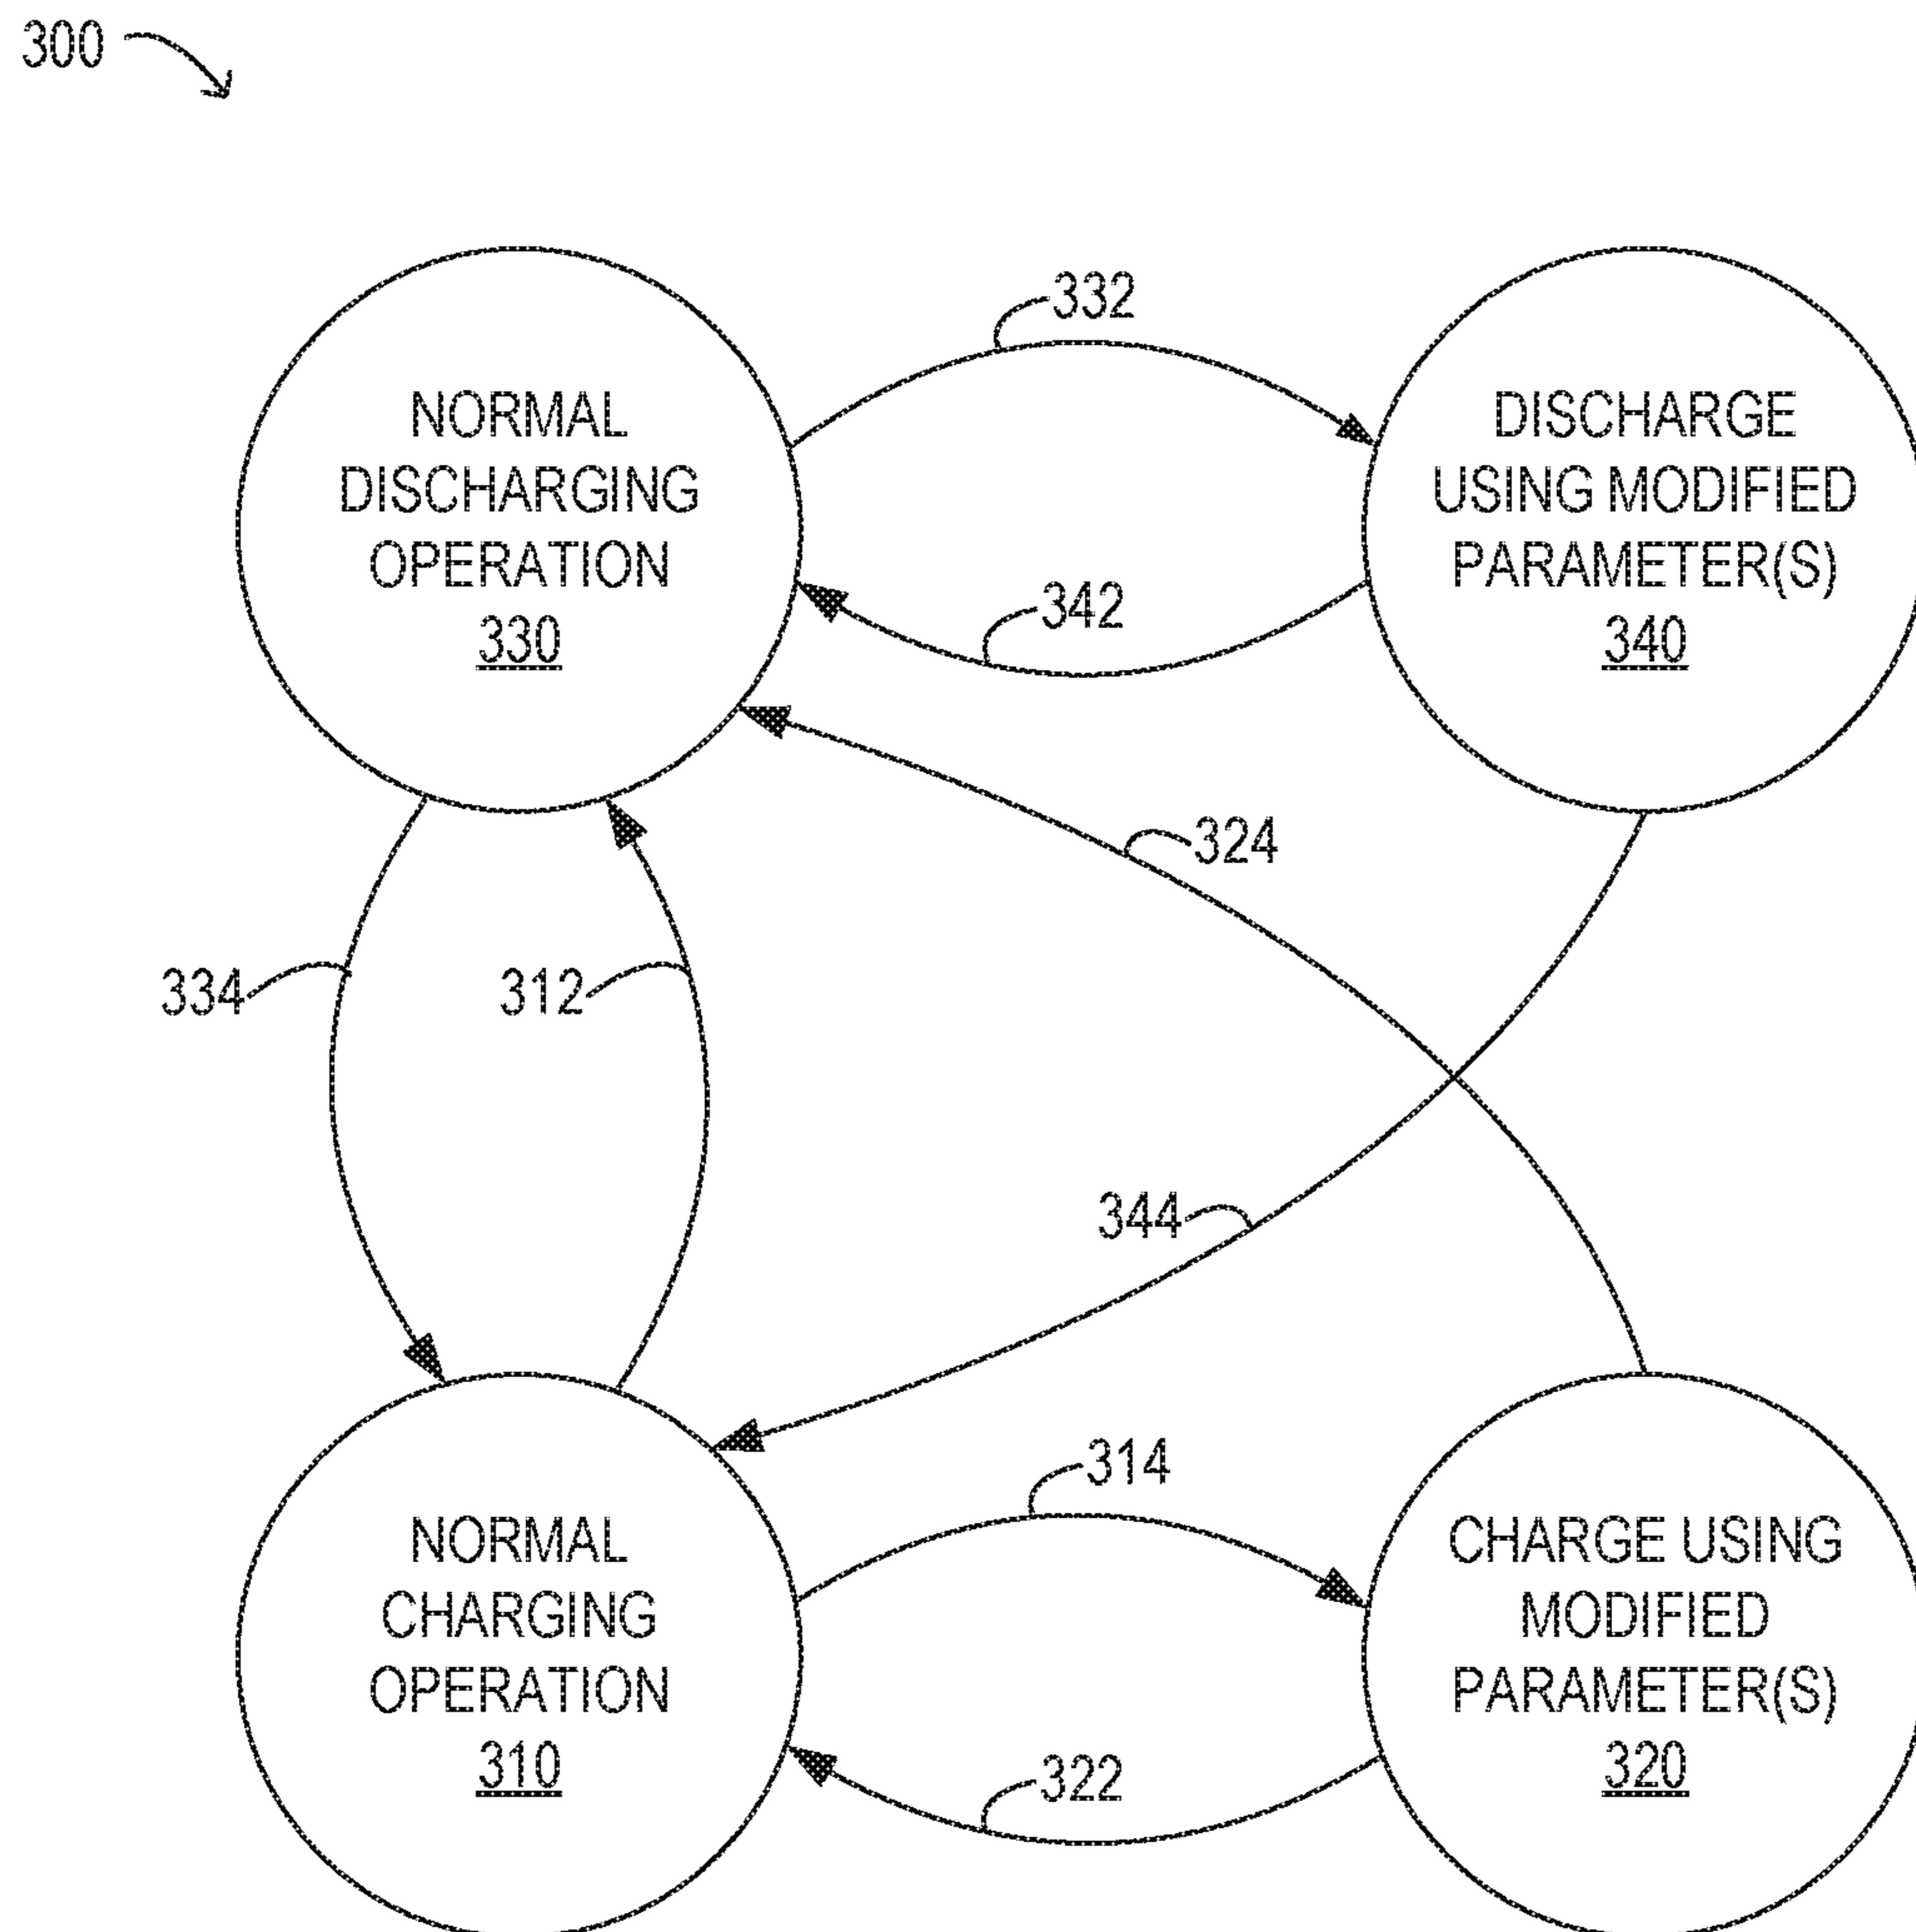 300
332
NORMAL
DISCHARGING
OPERATION
330
DISCHARGE
USING MODIFIED
PARAMETER(S)
340
342
324
334
312
344
314
NORMAL
CHARGING
OPERATION
310
CHARGE USING
MODIFIED
PARAMETER(S)
320
322